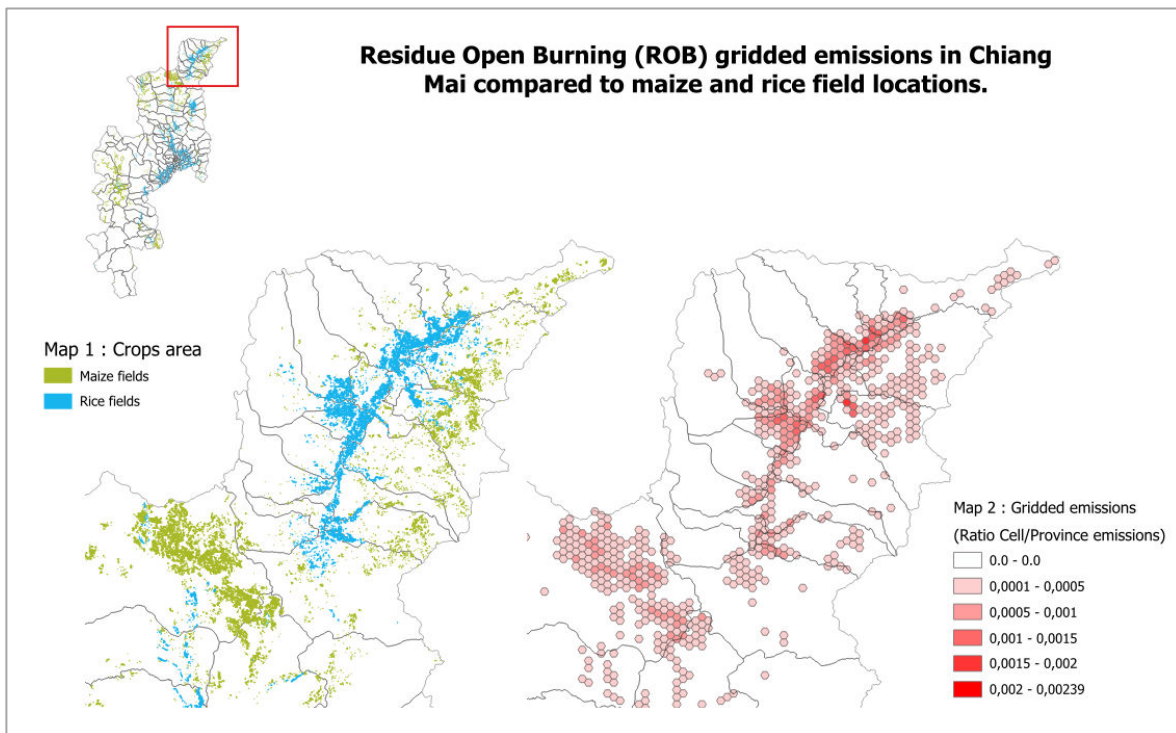 Residue Open Burning (ROB) gridded emissions in Chiang
Mai compared to maize and rice field locations.
Map 1 : Crops area
Maize fields
Rice fields
Map 2 : Gridded emissions
(Ratio Cell/Province emissions)
0.0 - 0.0
0,0001 - 0,0005
0,0005 - 0,001
0,001 - 0,0015
0,0015 - 0,002
0,002 - 0,00239